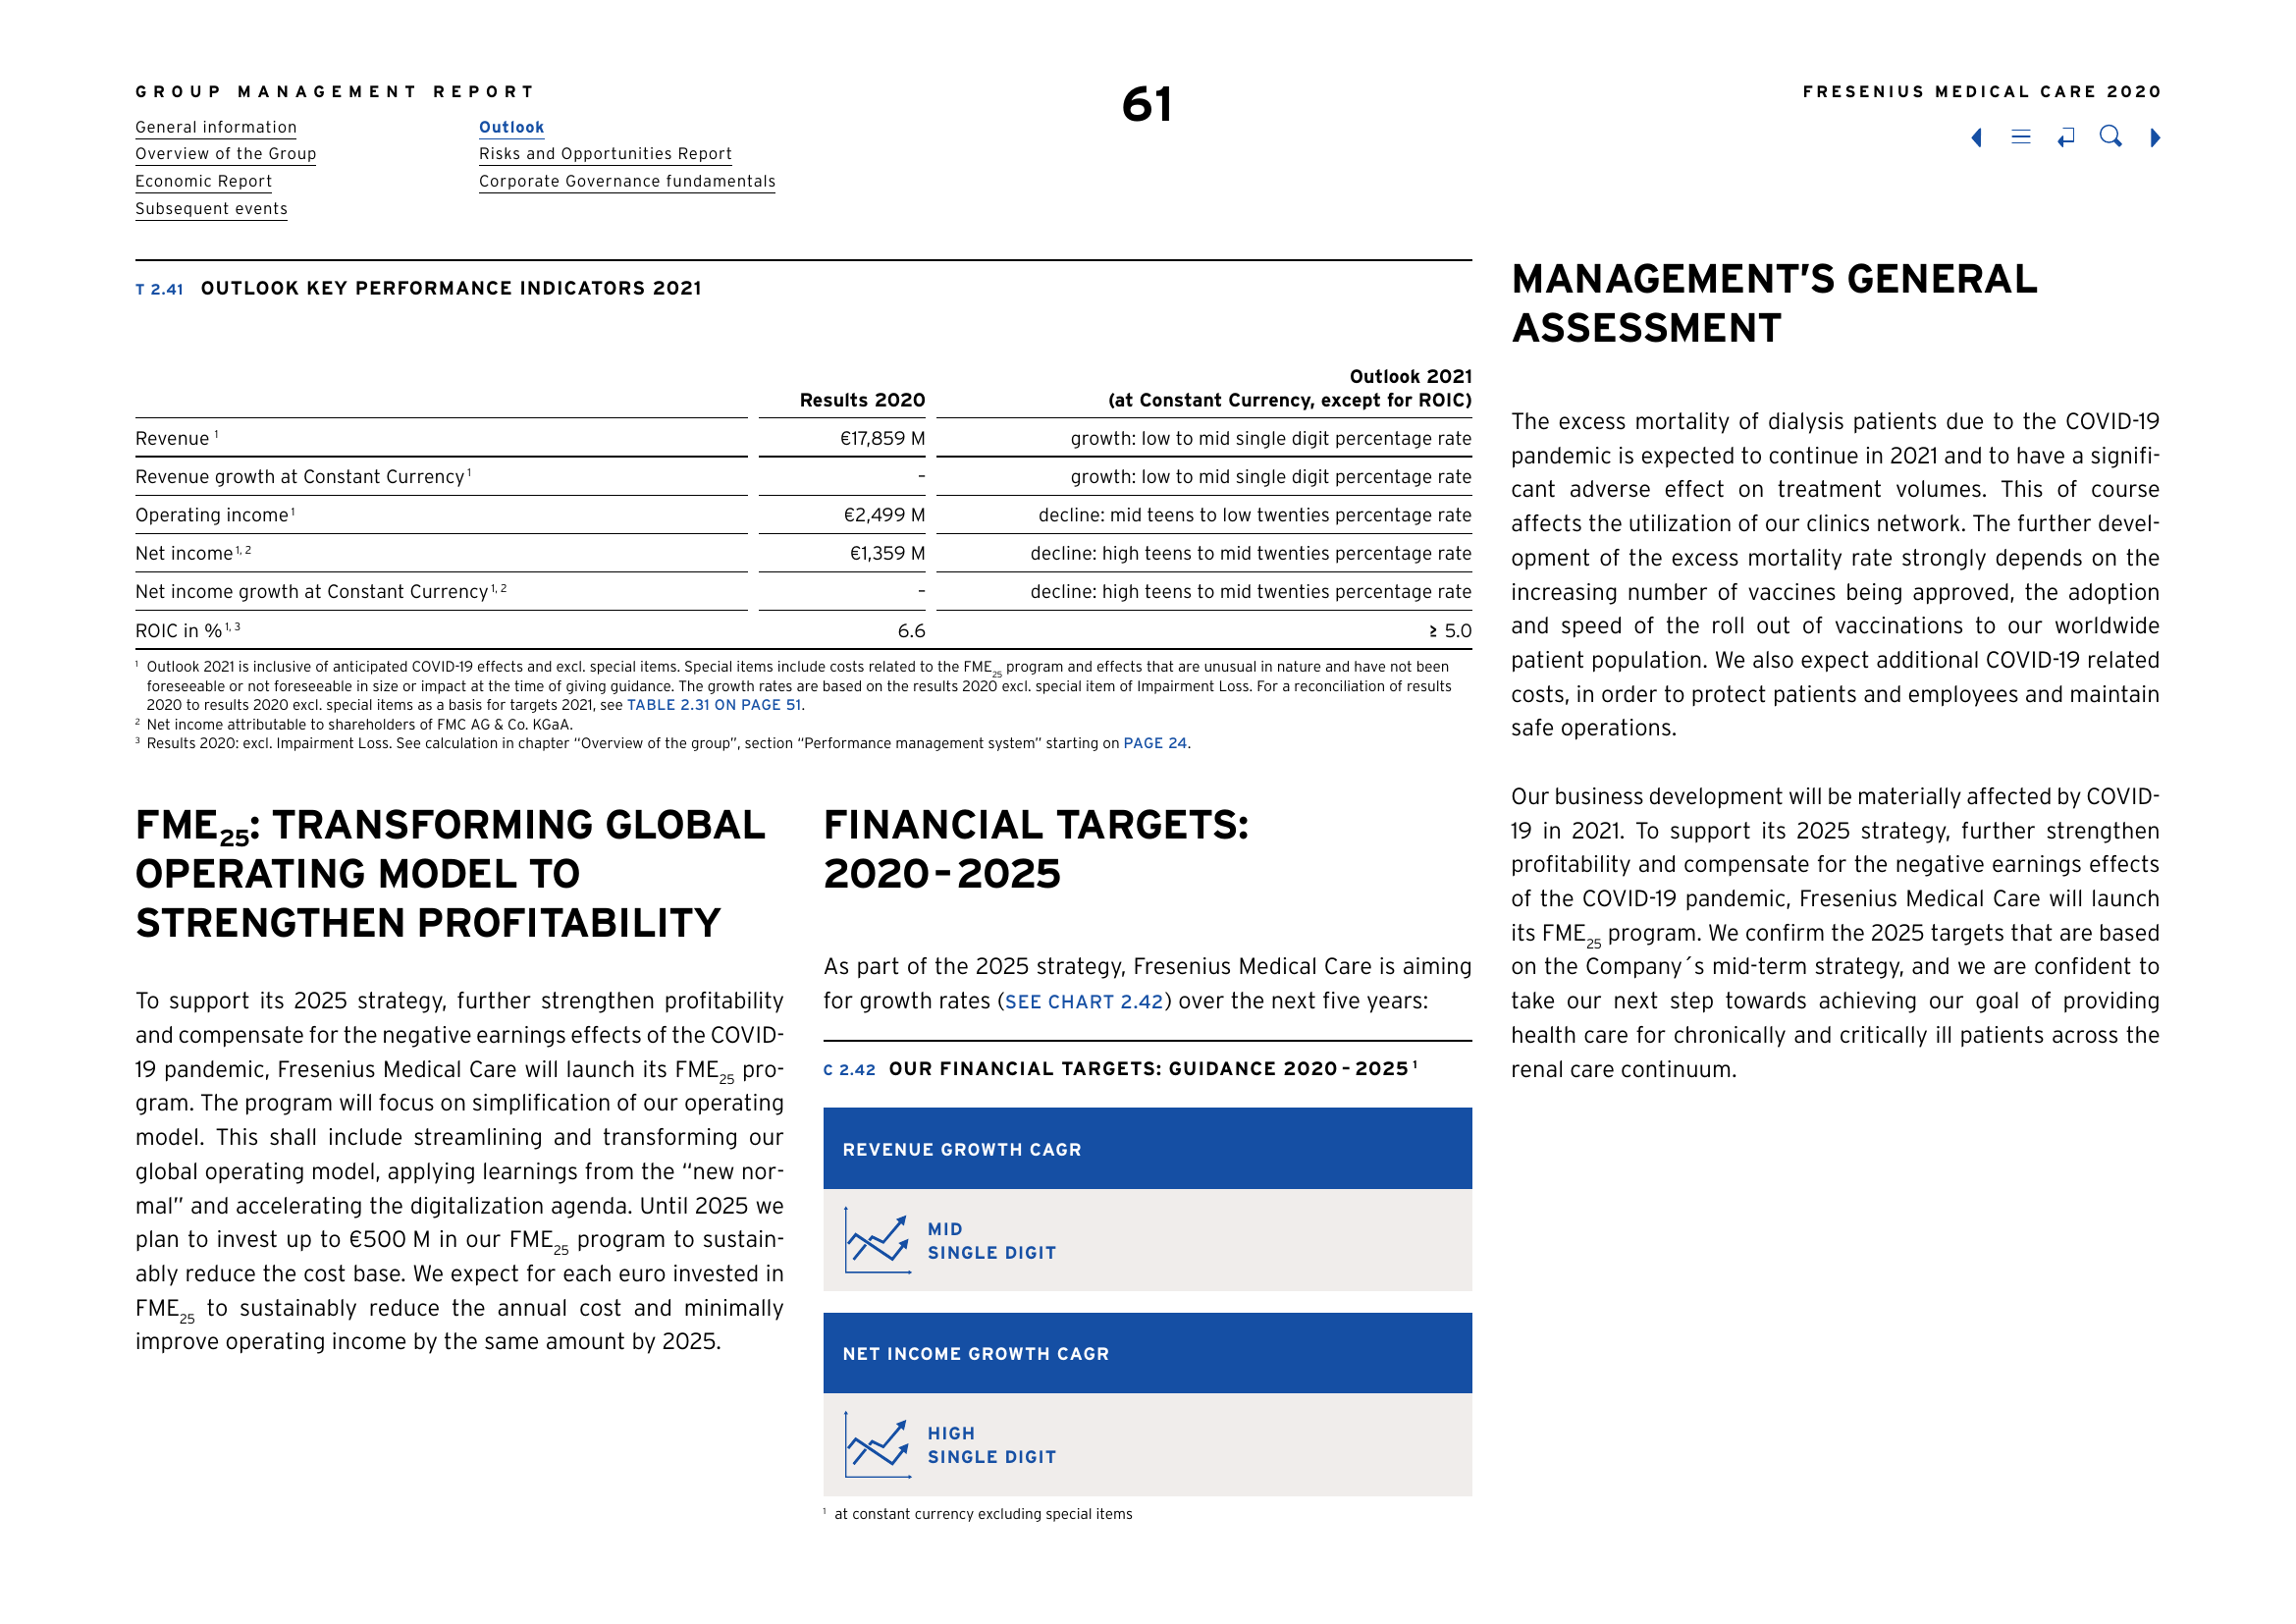 GROUP MANAGEMENT REPORT
General information
Overview of the Group
Economic Report
Subsequent events
Outlook
Risks and Opportunities Report
Corporate Governance fundamentals
61
FRESENIUS MEDICAL CARE 2020
T 2.41 OUTLOOK KEY PERFORMANCE INDICATORS 2021
Outlook 2021
Results 2020 (at Constant Currency, except for ROIC)
Revenue 1 €17,859 M growth: low to mid single digit percentage rate
Revenue growth at Constant Currency 1 – growth: low to mid single digit percentage rate
Operating income 1 €2,499 M decline: mid teens to low twenties percentage rate
Net income 1, 2 €1,359 M decline: high teens to mid twenties percentage rate
Net income growth at Constant Currency 1, 2 – decline: high teens to mid twenties percentage rate
ROIC in % 1, 3 6.6 ≥ 5.0
1 Outlook 2021 is inclusive of anticipated COVID-19 effects and excl. special items. Special items include costs related to the FME25 program and effects that are unusual in nature and have not been
foreseeable or not foreseeable in size or impact at the time of giving guidance. The growth rates are based on the results 2020 excl. special item of Impairment Loss. For a reconciliation of results
2020 to results 2020 excl. special items as a basis for targets 2021, see TABLE 2.31 ON PAGE 51.
2 Net income attributable to shareholders of FMC AG & Co. KGaA.
3 Results 2020: excl. Impairment Loss. See calculation in chapter “Overview of the group”, section “Performance management system” starting on PAGE 24.
FME25: TRANSFORMING GLOBAL
OPERATING MODEL TO
STRENGTHEN PROFITABILITY
To support its 2025 strategy, further strengthen profitability
and compensate for the negative earnings effects of the COVID-
19 pandemic, Fresenius Medical Care will launch its FME25 pro-
gram. The program will focus on simplification of our operating
model. This shall include streamlining and transforming our
global operating model, applying learnings from the “new nor-
mal” and accelerating the digitalization agenda. Until 2025 we
plan to invest up to €500 M in our FME25 program to sustain-
ably reduce the cost base. We expect for each euro invested in
FME25 to sustainably reduce the annual cost and minimally
improve operating income by the same amount by 2025.
FINANCIAL TARGETS:
2020 – 2025
As part of the 2025 strategy, Fresenius Medical Care is aiming
for growth rates (SEE CHART 2.42) over the next five years:
C 2.42 OUR FINANCIAL TARGETS: GUIDANCE 2020 – 2025 1
REVENUE GROWTH CAGR
MID
SINGLE DIGIT
NET INCOME GROWTH CAGR
HIGH
SINGLE DIGIT
1 at constant currency excluding special items
MANAGEMENT’S GENERAL
ASSESSMENT
The excess mortality of dialysis patients due to the COVID-19
pandemic is expected to continue in 2021 and to have a signifi-
cant adverse effect on treatment volumes. This of course
affects the utilization of our clinics network. The further devel-
opment of the excess mortality rate strongly depends on the
increasing number of vaccines being approved, the adoption
and speed of the roll out of vaccinations to our worldwide
patient population. We also expect additional COVID-19 related
costs, in order to protect patients and employees and maintain
safe operations.
Our business development will be materially affected by COVID-
19 in 2021. To support its 2025 strategy, further strengthen
profitability and compensate for the negative earnings effects
of the COVID-19 pandemic, Fresenius Medical Care will launch
its FME25 program. We confirm the 2025 targets that are based
on the Company´s mid-term strategy, and we are confident to
take our next step towards achieving our goal of providing
health care for chronically and critically ill patients across the
renal care continuum.